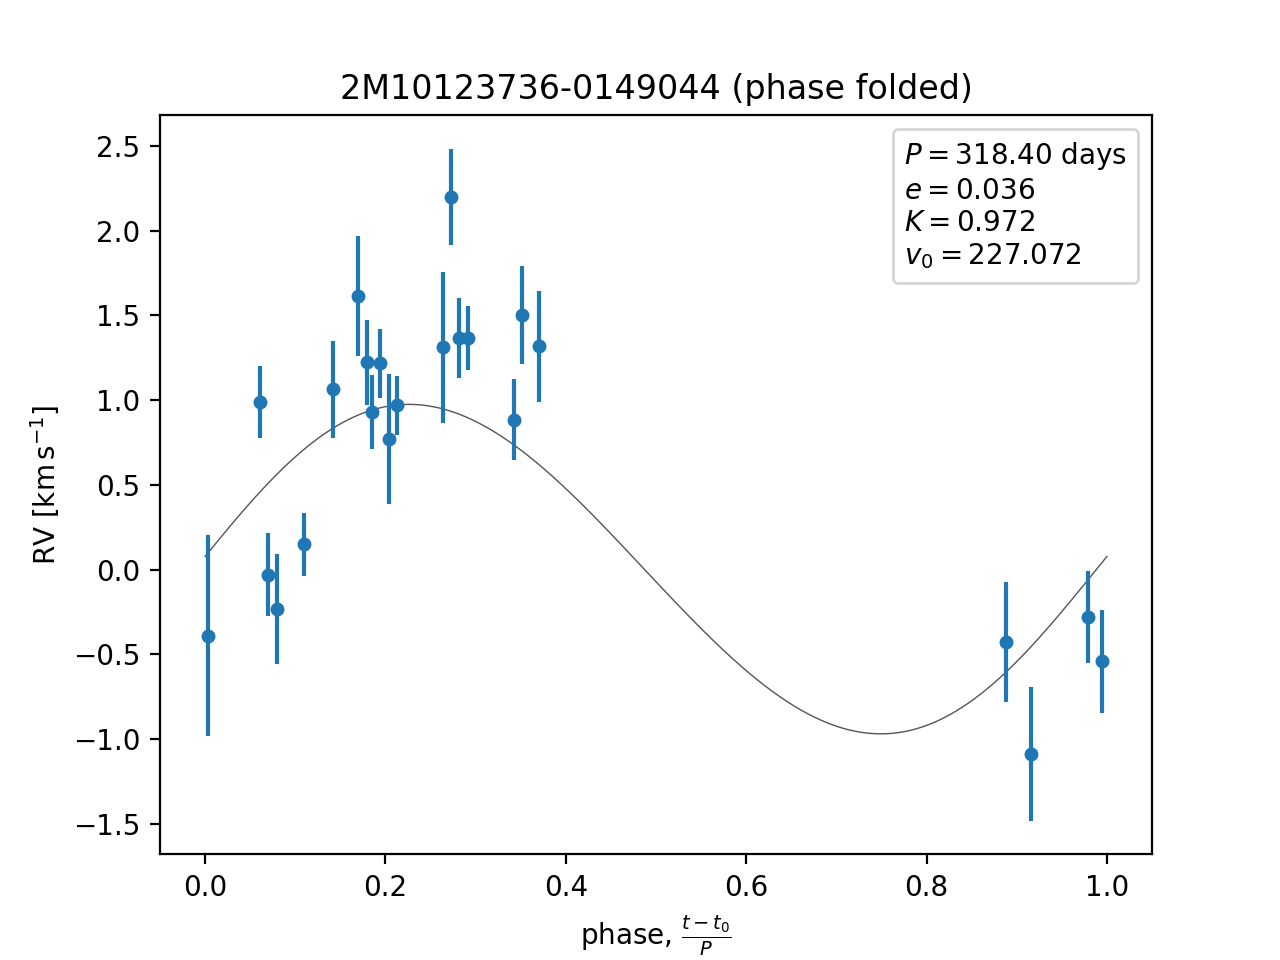 2M10123736-0149044 (phase folded)
P = 318.40 days
e = 0.036
K = 0.972
v₀ = 227.072
RV [km s⁻¹]
2.5
2.0
1.5
1.0
0.5
0.0
−0.5
−1.0
−1.5
0.0 0.2 0.4 0.6 0.8 1.0
phase, (t − t₀)/P